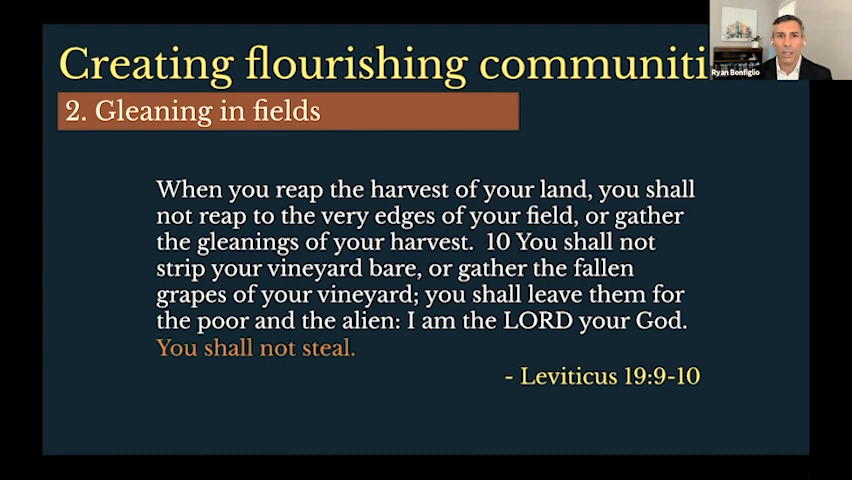 Creating flourishing communiti
Ryan Bonfiglio
2. Gleaning in fields
When you reap the harvest of your land, you shall
not reap to the very edges of your field, or gather
the gleanings of your harvest.  10 You shall not
strip your vineyard bare, or gather the fallen
grapes of your vineyard; you shall leave them for
the poor and the alien: I am the LORD your God.
You shall not steal.
- Leviticus 19:9-10